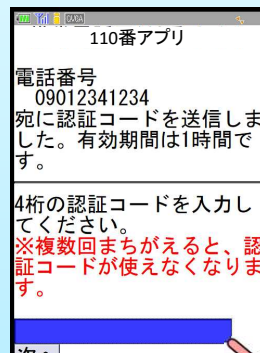 110番アプリ
電話番号
09012341234
宛に認証コードを送信しま
した。有効期間は1時間で
す。
4桁の認証コードを入力し
てください。
※複数回まちがえると、認
証コードが使えなくなりま
す。